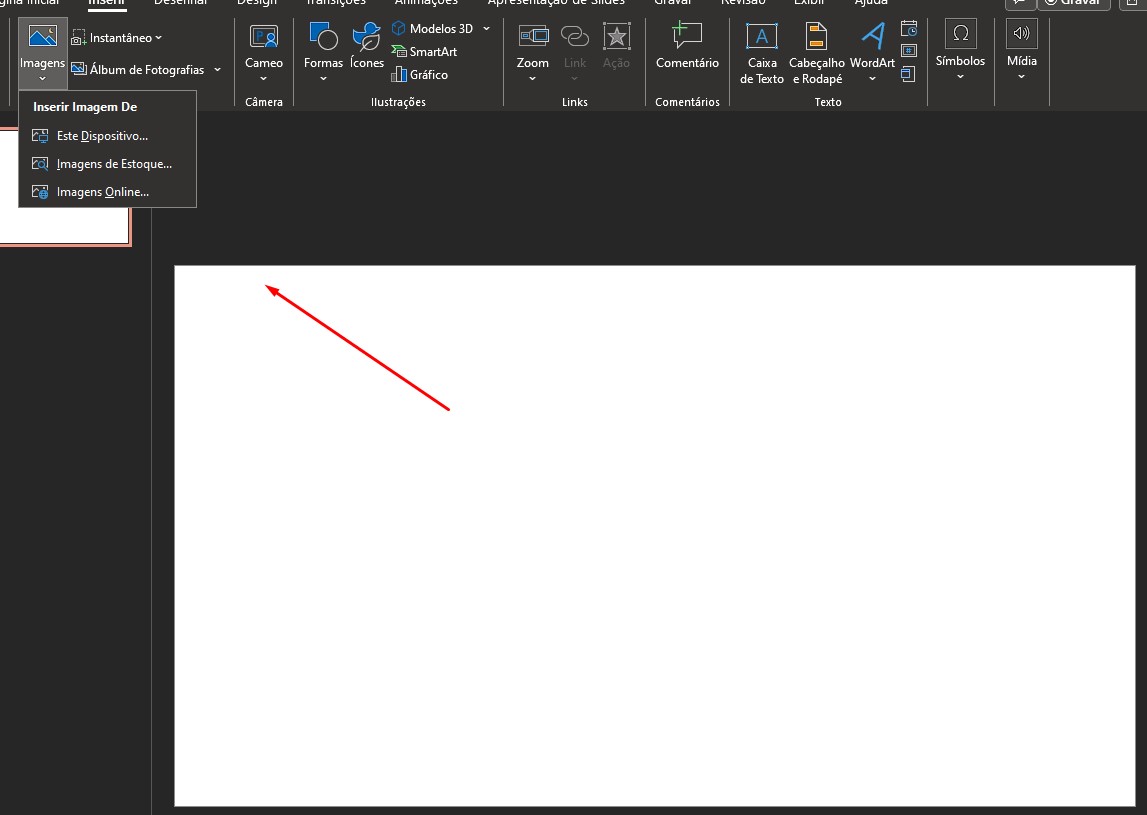 gina Inicial Inserir Desenhar Design Transições Animações Apresentação de Slides Gravar Revisão Exibir Ajuda Gravar
Imagens
Instantâneo
Álbum de Fotografias
Cameo
Câmera
Formas
Ícones
Modelos 3D
SmartArt
Gráfico
Ilustrações
Zoom
Link
Ação
Links
Comentário
Comentários
Caixa
de Texto
Cabeçalho
e Rodapé
WordArt
Texto
Símbolos
Mídia
Inserir Imagem De
Este Dispositivo...
Imagens de Estoque...
Imagens Online...